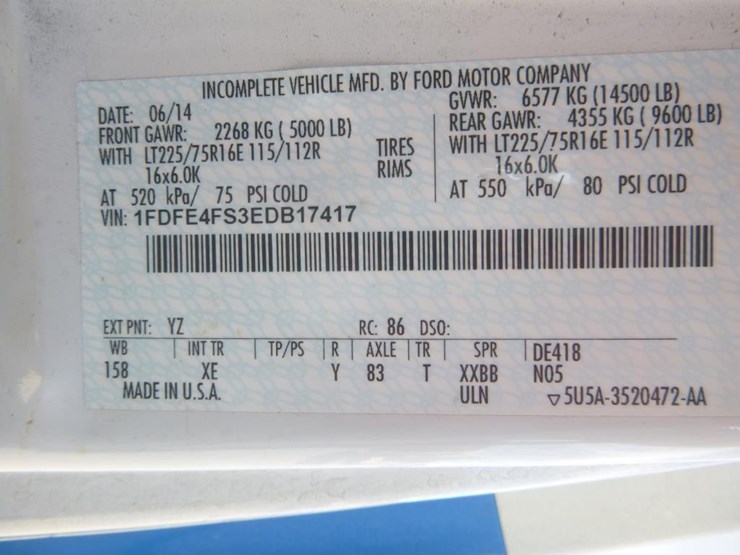 INCOMPLETE VEHICLE MFD. BY FORD MOTOR COMPANY
DATE: 06/14 GVWR: 6577 KG (14500 LB)
FRONT GAWR: 2268 KG ( 5000 LB) REAR GAWR: 4355 KG ( 9600 LB)
WITH LT225/75R16E 115/112R TIRES WITH LT225/75R16E 115/112R
16x6.0K RIMS 16x6.0K
AT 520 kPa/ 75 PSI COLD AT 550 kPa/ 80 PSI COLD
VIN: 1FDFE4FS3EDB17417
EXT PNT: YZ RC: 86 DSO:
WB INT TR TP/PS R AXLE TR SPR DE418
158 XE Y 83 T XXBB N05
MADE IN U.S.A. ULN ▽5U5A-3520472-AA